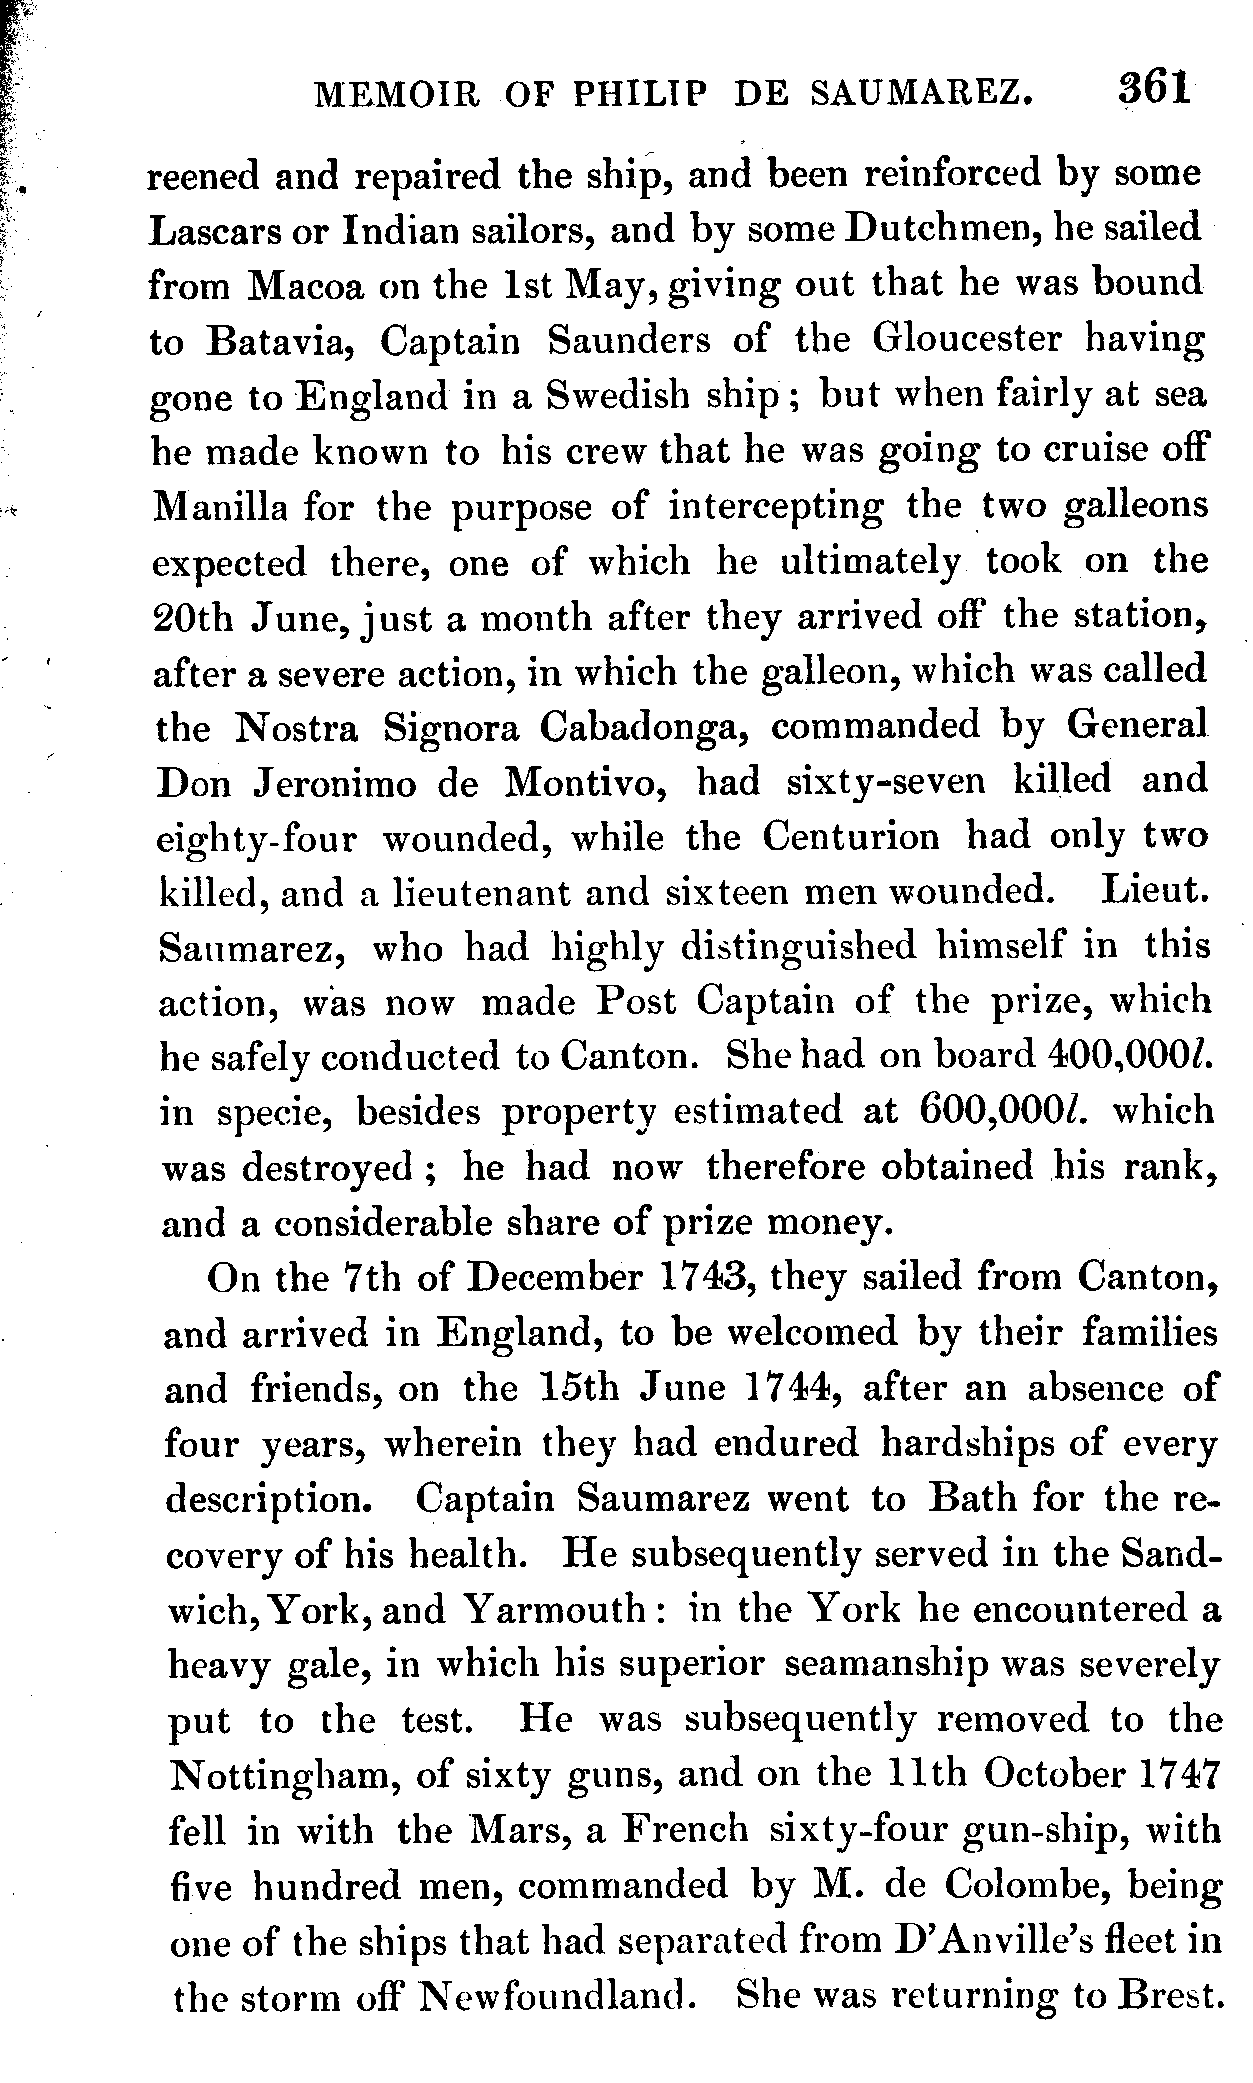 MEMOIR OF PHILIP DE SAUMAREZ. 361
reened and repaired the ship, and been reinforced by some
Lascars or Indian sailors, and by some Dutchmen, he sailed
from Macoa on the 1st May, giving out that he was bound
to Batavia, Captain Saunders of the Gloucester having
gone to England in a Swedish ship; but when fairly at sea
he made known to his crew that he was going to cruise off
Manilla for the purpose of intercepting the two galleons
expected there, one of which he ultimately took on the
20th June, just a month after they arrived off the station,
after a severe action, in which the galleon, which was called
the Nostra Signora Cabadonga, commanded by General
Don Jeronimo de Montivo, had sixty-seven killed and
eighty-four wounded, while the Centurion had only two
killed, and a lieutenant and sixteen men wounded. Lieut.
Saumarez, who had highly distinguished himself in this
action, was now made Post Captain of the prize, which
he safely conducted to Canton. She had on board 400,000l.
in specie, besides property estimated at 600,000l. which
was destroyed; he had now therefore obtained his rank,
and a considerable share of prize money.
On the 7th of December 1743, they sailed from Canton,
and arrived in England, to be welcomed by their families
and friends, on the 15th June 1744, after an absence of
four years, wherein they had endured hardships of every
description. Captain Saumarez went to Bath for the re-
covery of his health. He subsequently served in the Sand-
wich, York, and Yarmouth: in the York he encountered a
heavy gale, in which his superior seamanship was severely
put to the test. He was subsequently removed to the
Nottingham, of sixty guns, and on the 11th October 1747
fell in with the Mars, a French sixty-four gun-ship, with
five hundred men, commanded by M. de Colombe, being
one of the ships that had separated from D'Anville's fleet in
the storm off Newfoundland. She was returning to Brest.